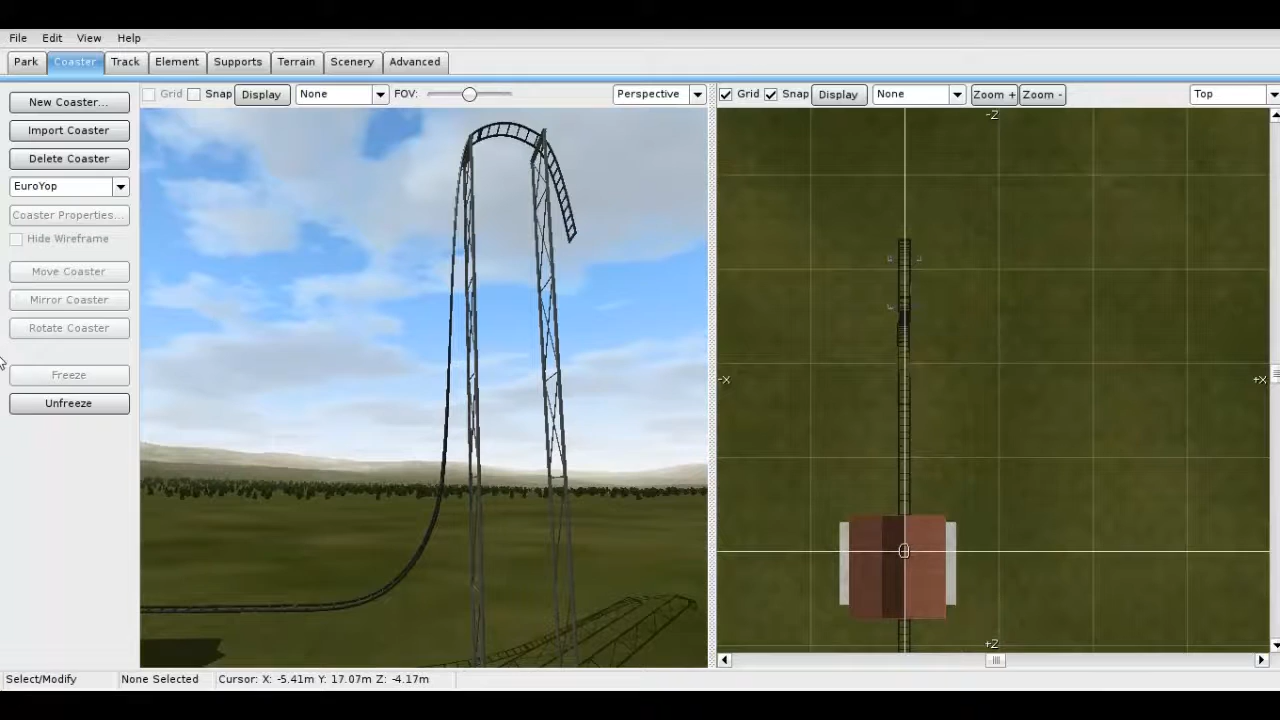 File Edit View Help
Park Coaster Track Element Supports Terrain Scenery Advanced
New Coaster...
Import Coaster
Delete Coaster
EuroYop
Coaster Properties...
Hide Wireframe
Move Coaster
Mirror Coaster
Rotate Coaster
Freeze
Unfreeze
Grid Snap Display None FOV: Perspective
Grid Snap Display None Zoom + Zoom - Top
-Z
-X
+X
0
+Z
Select/Modify None Selected Cursor: X: -5.41m Y: 17.07m Z: -4.17m